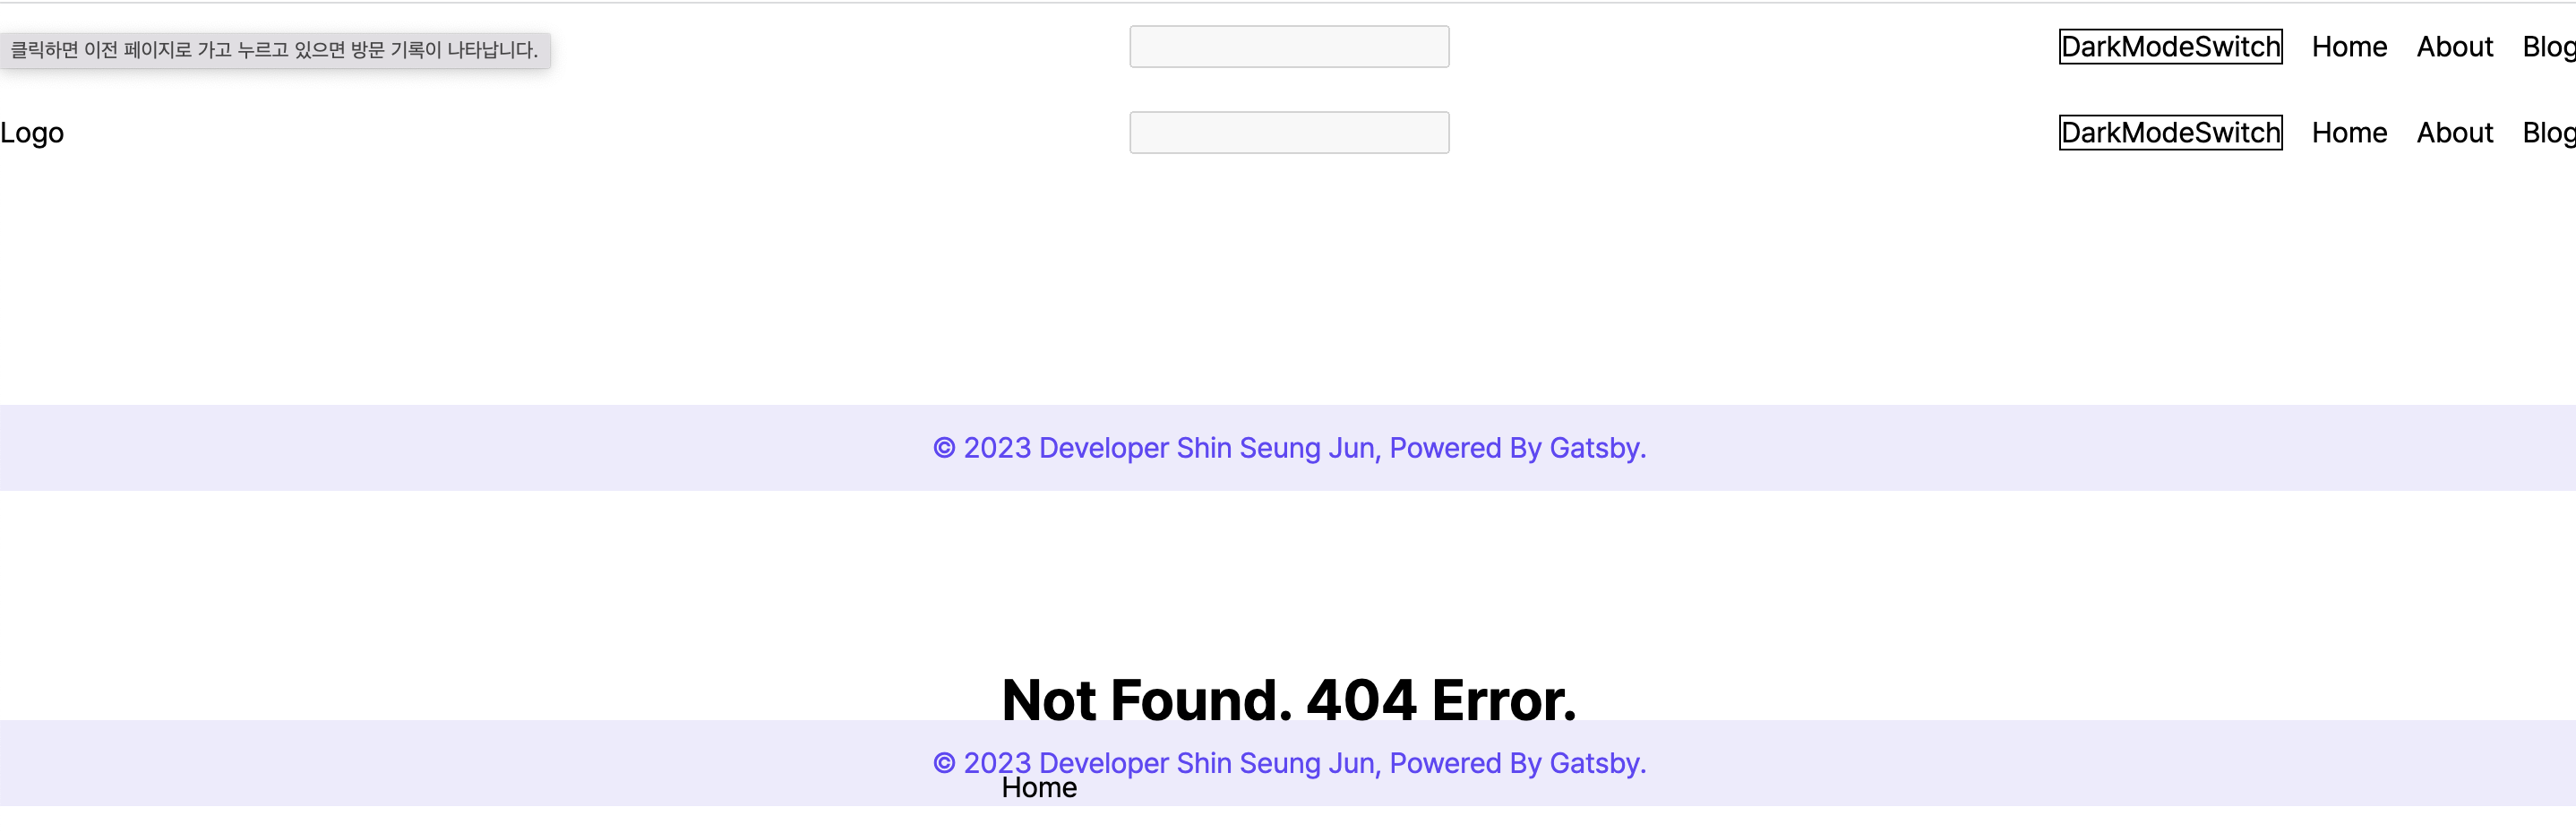 클릭하면 이전 페이지로 가고 누르고 있으면 방문 기록이 나타납니다. DarkModeSwitch Home About Blog
Logo DarkModeSwitch Home About Blog
© 2023 Developer Shin Seung Jun, Powered By Gatsby.
Not Found. 404 Error.
© 2023 Developer Shin Seung Jun, Powered By Gatsby.
Home